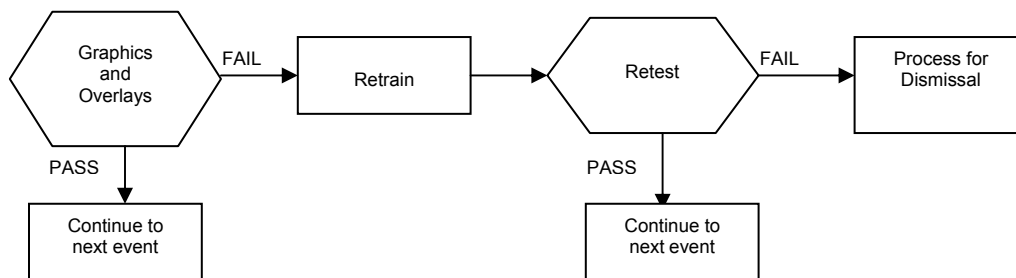 Graphics
and
Overlays
FAIL
Retrain
Retest
FAIL
Process for
Dismissal
PASS
PASS
Continue to
next event
Continue to
next event